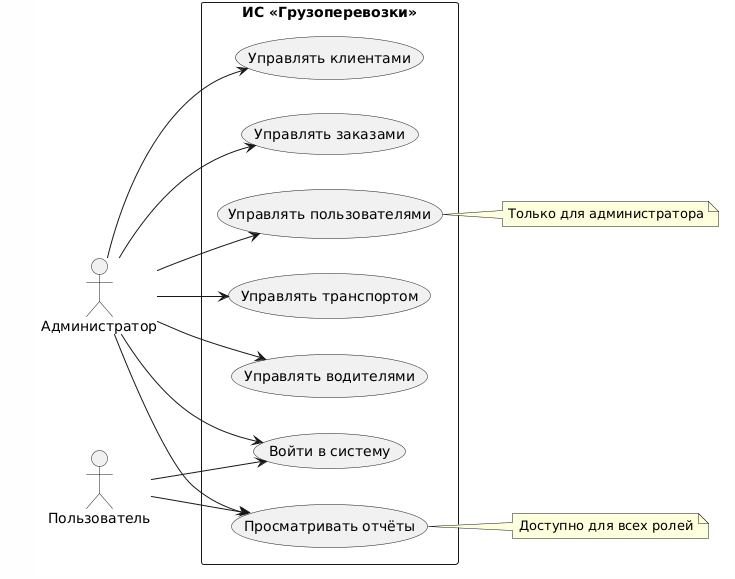 ИС «Грузоперевозки»
Управлять клиентами
Управлять заказами
Управлять пользователями
Только для администратора
Управлять транспортом
Администратор
Управлять водителями
Войти в систему
Пользователь
Просматривать отчёты
Доступно для всех ролей